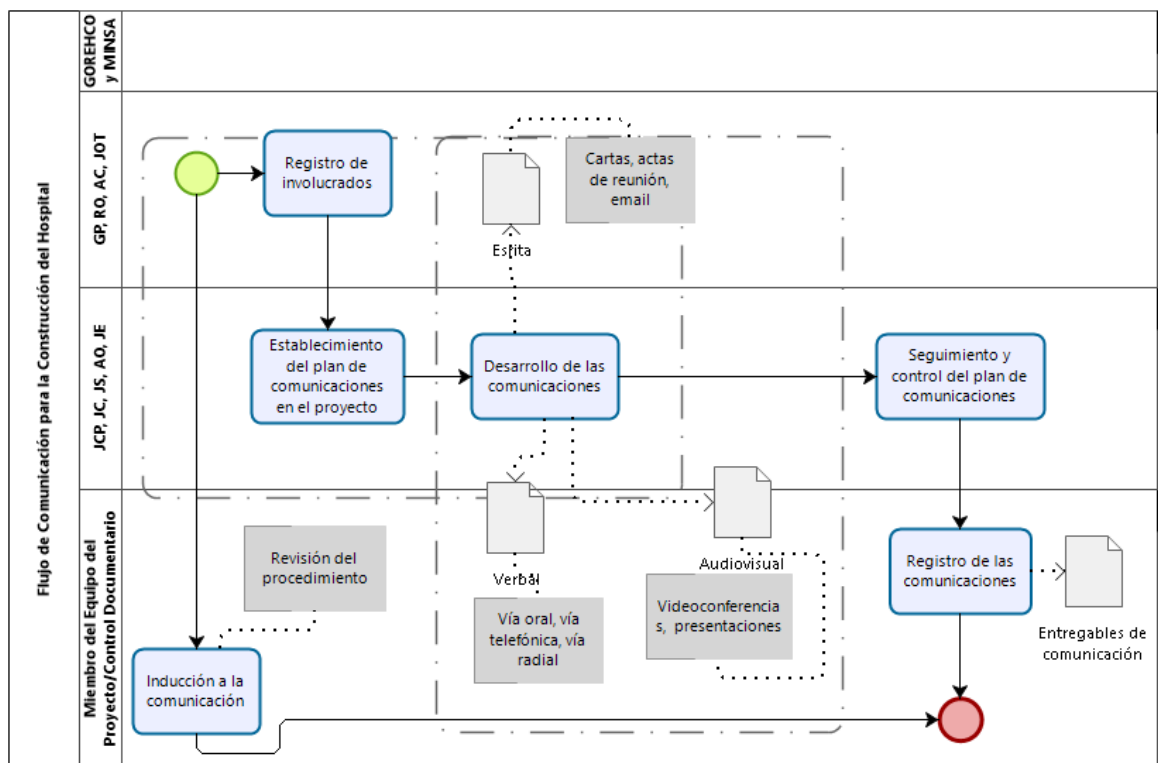 Flujo de Comunicación para la Construcción del Hospital
GOREHCO
y MINSA
GP, RO, AC, JOT
Registro de
involucrados
Cartas, actas
de reunión,
email
Esrita
JCP, JC, JS, AO, JE
Establecimiento
del plan de
comunicaciones
en el proyecto
Desarrollo de las
comunicaciones
Seguimiento y
control del plan de
comunicaciones
Miembro del Equipo del
Proyecto/Control Documentario
Revisión del
procedimiento
Verbal
Audiovisual
Registro de las
comunicaciones
Vía oral, vía
telefónica, vía
radial
Videoconferencia
s, presentaciones
Entregables de
comunicación
Inducción a la
comunicación